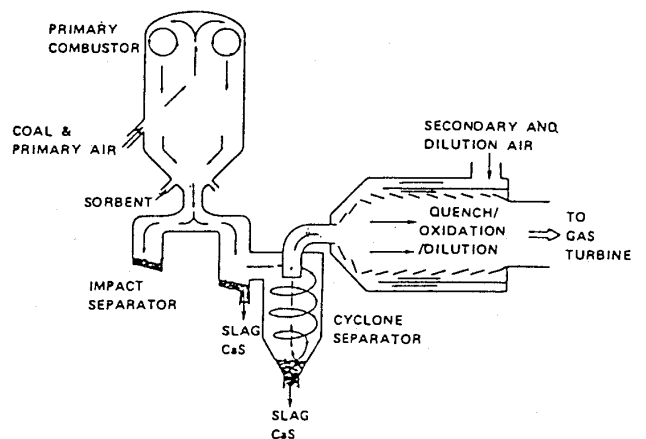 PRIMARY
COMBUSTOR
COAL &
PRIMARY AIR
SORBENT
IMPACT
SEPARATOR
SLAG
CaS
SLAG
CaS
CYCLONE
SEPARATOR
SECONDARY AND
DILUTION AIR
QUENCH/
OXIDATION
/DILUTION
TO
GAS
TURBINE